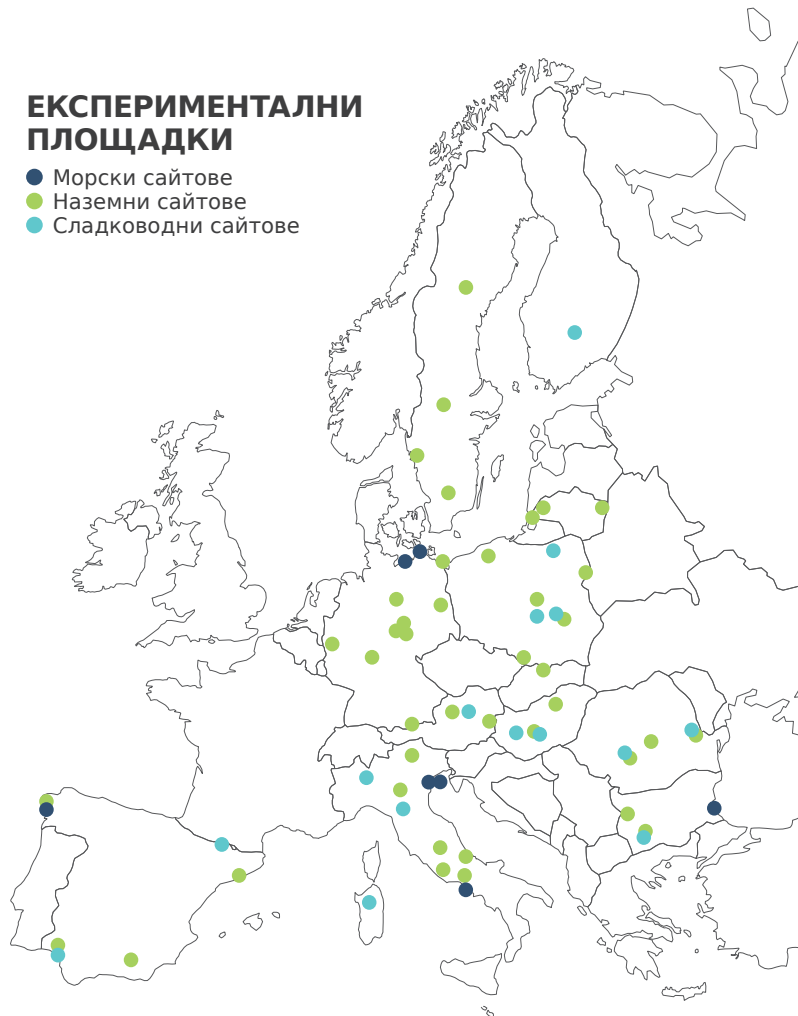 ЕКСПЕРИМЕНТАЛНИ
ПЛОЩАДКИ
Морски сайтове
Наземни сайтове
Сладководни сайтове